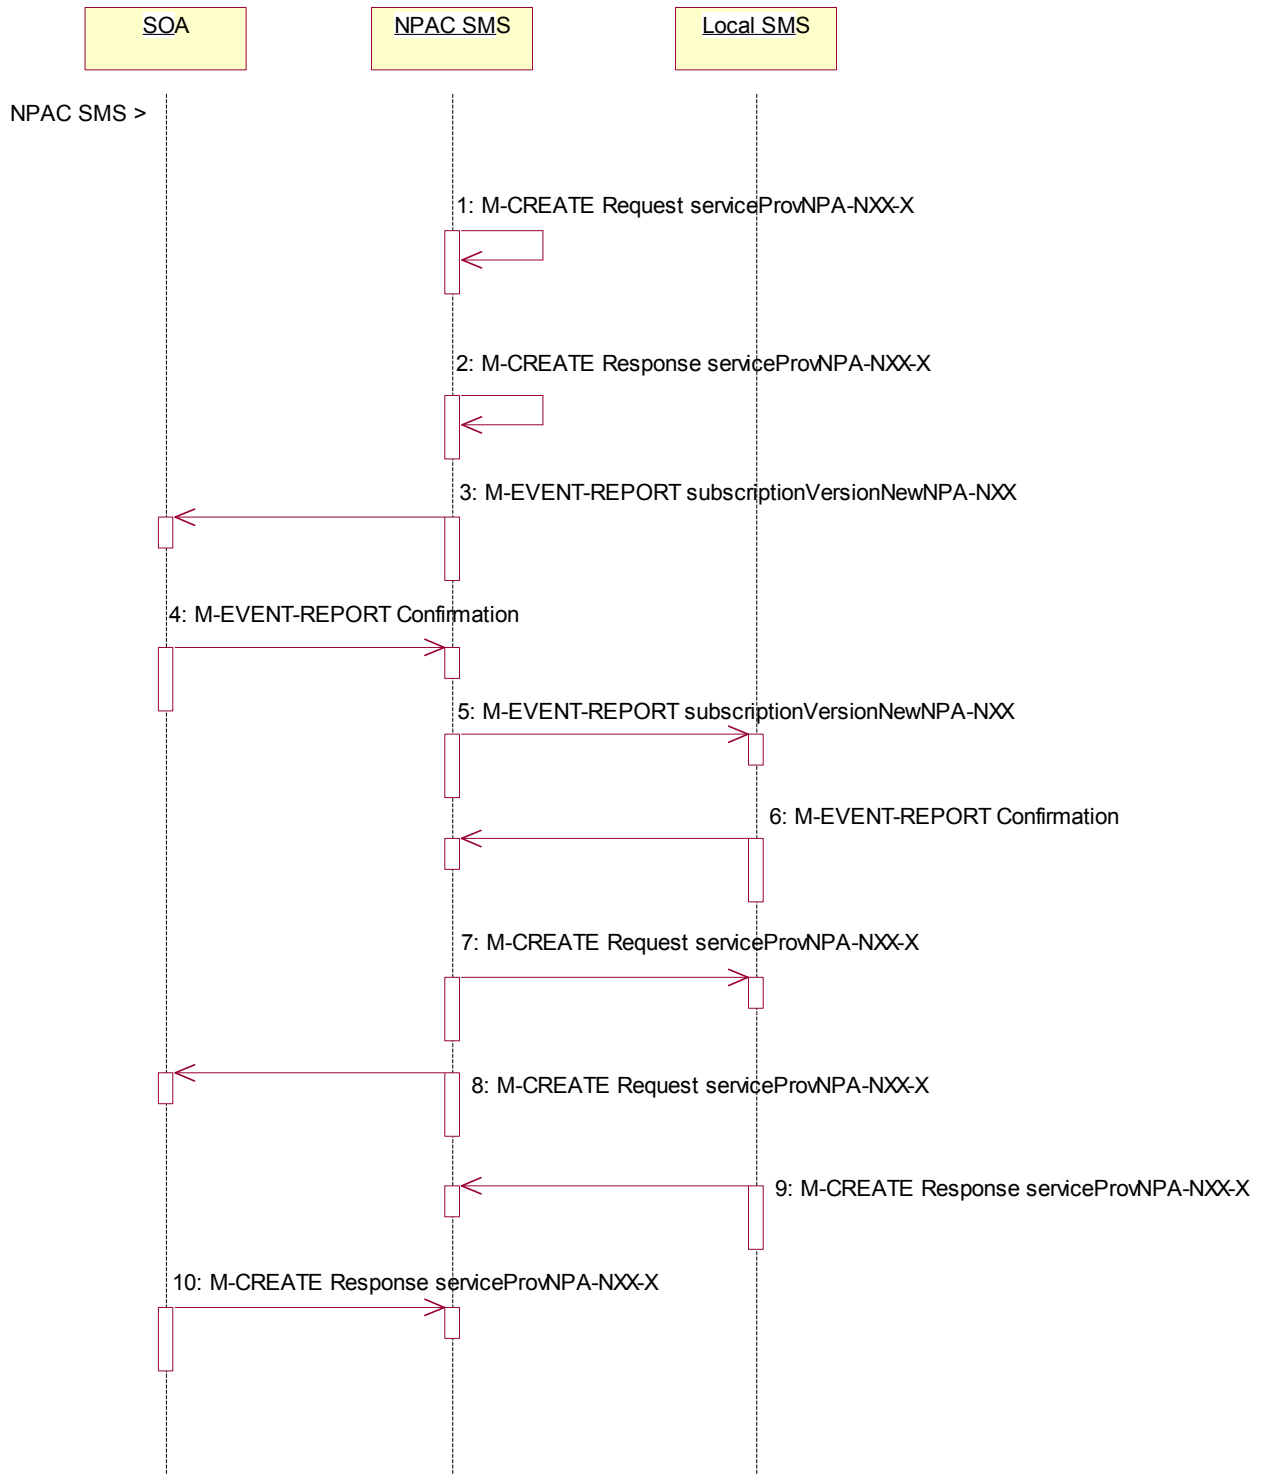 SOA
NPAC SMS
Local SMS
NPAC SMS >
1: M-CREATE Request serviceProvNPA-NXX-X
2: M-CREATE Response serviceProvNPA-NXX-X
3: M-EVENT-REPORT subscriptionVersionNewNPA-NXX
4: M-EVENT-REPORT Confirmation
5: M-EVENT-REPORT subscriptionVersionNewNPA-NXX
6: M-EVENT-REPORT Confirmation
7: M-CREATE Request serviceProvNPA-NXX-X
8: M-CREATE Request serviceProvNPA-NXX-X
9: M-CREATE Response serviceProvNPA-NXX-X
10: M-CREATE Response serviceProvNPA-NXX-X